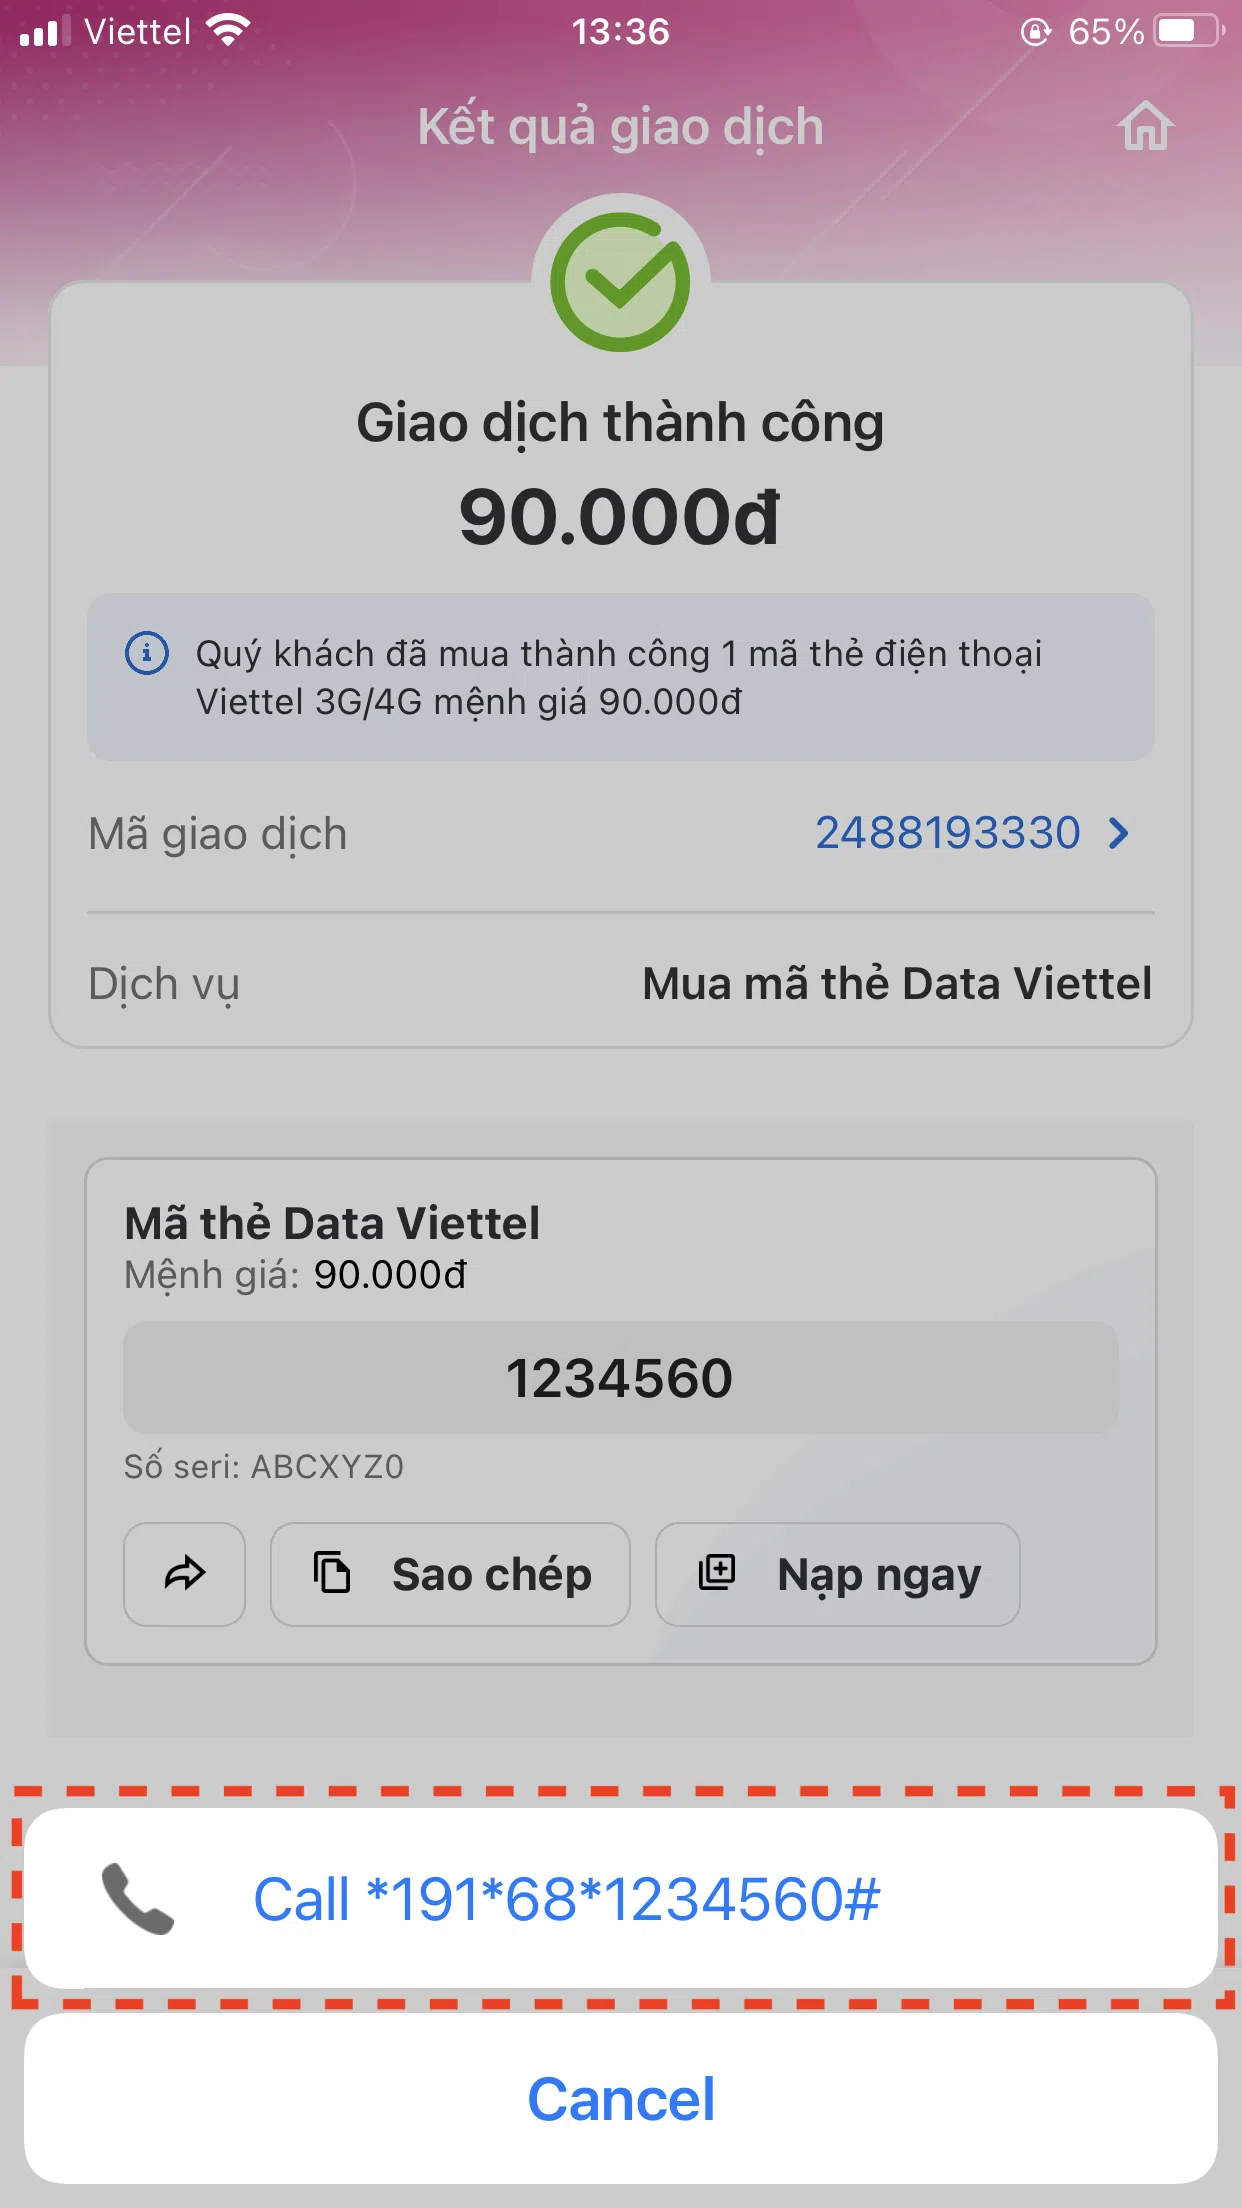 Viettel 13:36 65%
Kết quả giao dịch
Giao dịch thành công
90.000đ
Quý khách đã mua thành công 1 mã thẻ điện thoại
Viettel 3G/4G mệnh giá 90.000đ
Mã giao dịch 2488193330
Dịch vụ Mua mã thẻ Data Viettel
Mã thẻ Data Viettel
Mệnh giá: 90.000đ
1234560
Số seri: ABCXYZ0
Sao chép Nạp ngay
Call *191*68*1234560#
Cancel